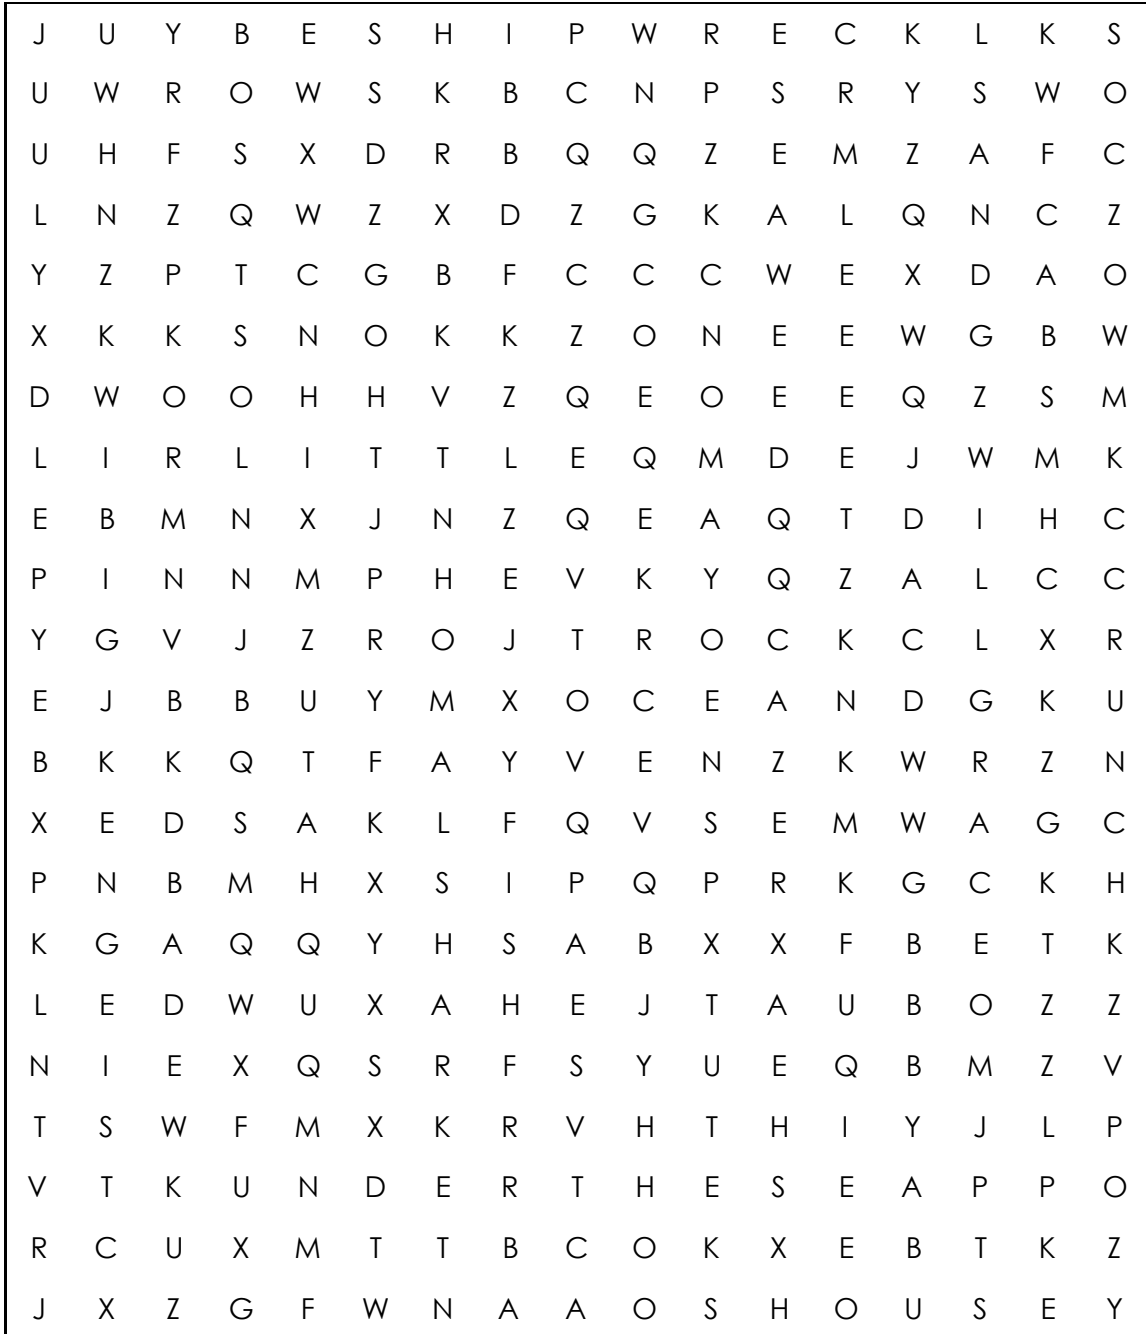 J U Y B E S H I P W R E C K L K S
U W R O W S K B C N P S R Y S W O
U H F S X D R B Q Q Z E M Z A F C
L N Z Q W Z X D Z G K A L Q N C Z
Y Z P T C G B F C C C W E X D A O
X K K S N O K K Z O N E E W G B W
D W O O H H V Z Q E O E E Q Z S M
L I R L I T T L E Q M D E J W M K
E B M N X J N Z Q E A Q T D I H C
P I N N M P H E V K Y Q Z A L C C
Y G V J Z R O J T R O C K C L X R
E J B B U Y M X O C E A N D G K U
B K K Q T F A Y V E N Z K W R Z N
X E D S A K L F Q V S E M W A G C
P N B M H X S I P Q P R K G C K H
K G A Q Q Y H S A B X X F B E T K
L E D W U X A H E J T A U B O Z Z
N I E X Q S R F S Y U E Q B M Z V
T S W F M X K R V H T H I Y J L P
V T K U N D E R T H E S E A P P O
R C U X M T T B C O K X E B T K Z
J X Z G F W N A A O S H O U S E Y